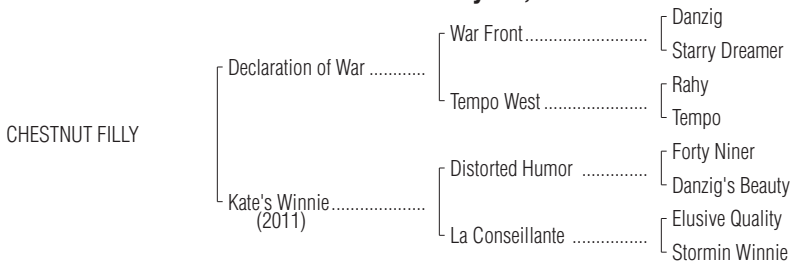 Danzig
War Front
Starry Dreamer
Declaration of War
Rahy
Tempo West
Tempo
CHESTNUT FILLY
Forty Niner
Distorted Humor
Danzig's Beauty
Kate's Winnie
(2011)
Elusive Quality
La Conseillante
Stormin Winnie